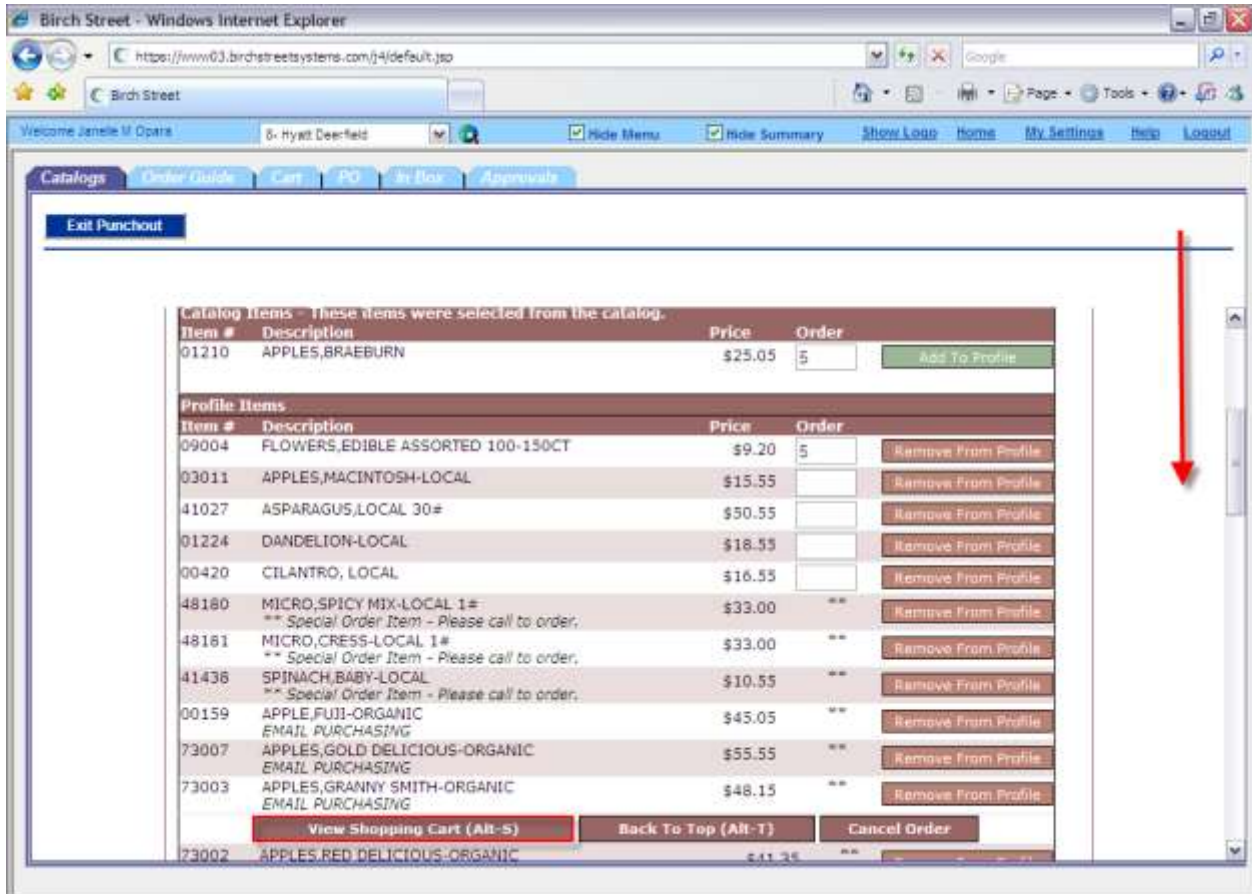 Birch Street - Windows Internet Explorer
https://www03.birchstreetsystems.com/j4/default.jsp Google
Birch Street Page Tools
Welcome Janele M Opara 8- Hyatt Deerfield Hide Menu Hide Summary Show Logo Home My Settings Help Logout
Catalogs Order Guide Cart PO In Box Approvals
Exit Punchout
Catalog Items - These items were selected from the catalog.
Item # Description Price Order
01210 APPLES,BRAEBURN $25.05 5 Add To Profile
Profile Items
Item # Description Price Order
09004 FLOWERS,EDIBLE ASSORTED 100-150CT $9.20 5 Remove From Profile
03011 APPLES,MACINTOSH-LOCAL $15.55 Remove From Profile
41027 ASPARAGUS,LOCAL 30# $50.55 Remove From Profile
01224 DANDELION-LOCAL $18.55 Remove From Profile
00420 CILANTRO, LOCAL $16.55 Remove From Profile
48180 MICRO,SPICY MIX-LOCAL 1# $33.00 ** Remove From Profile
** Special Order Item - Please call to order.
48181 MICRO,CRESS-LOCAL 1# $33.00 ** Remove From Profile
** Special Order Item - Please call to order.
41438 SPINACH,BABY-LOCAL $10.55 ** Remove From Profile
** Special Order Item - Please call to order.
00159 APPLE,FUJI-ORGANIC $45.05 ** Remove From Profile
EMAIL PURCHASING
73007 APPLES,GOLD DELICIOUS-ORGANIC $55.55 ** Remove From Profile
EMAIL PURCHASING
73003 APPLES,GRANNY SMITH-ORGANIC $48.15 ** Remove From Profile
EMAIL PURCHASING
View Shopping Cart (Alt-S) Back To Top (Alt-T) Cancel Order
73002 APPLES,RED DELICIOUS-ORGANIC $41.35 **